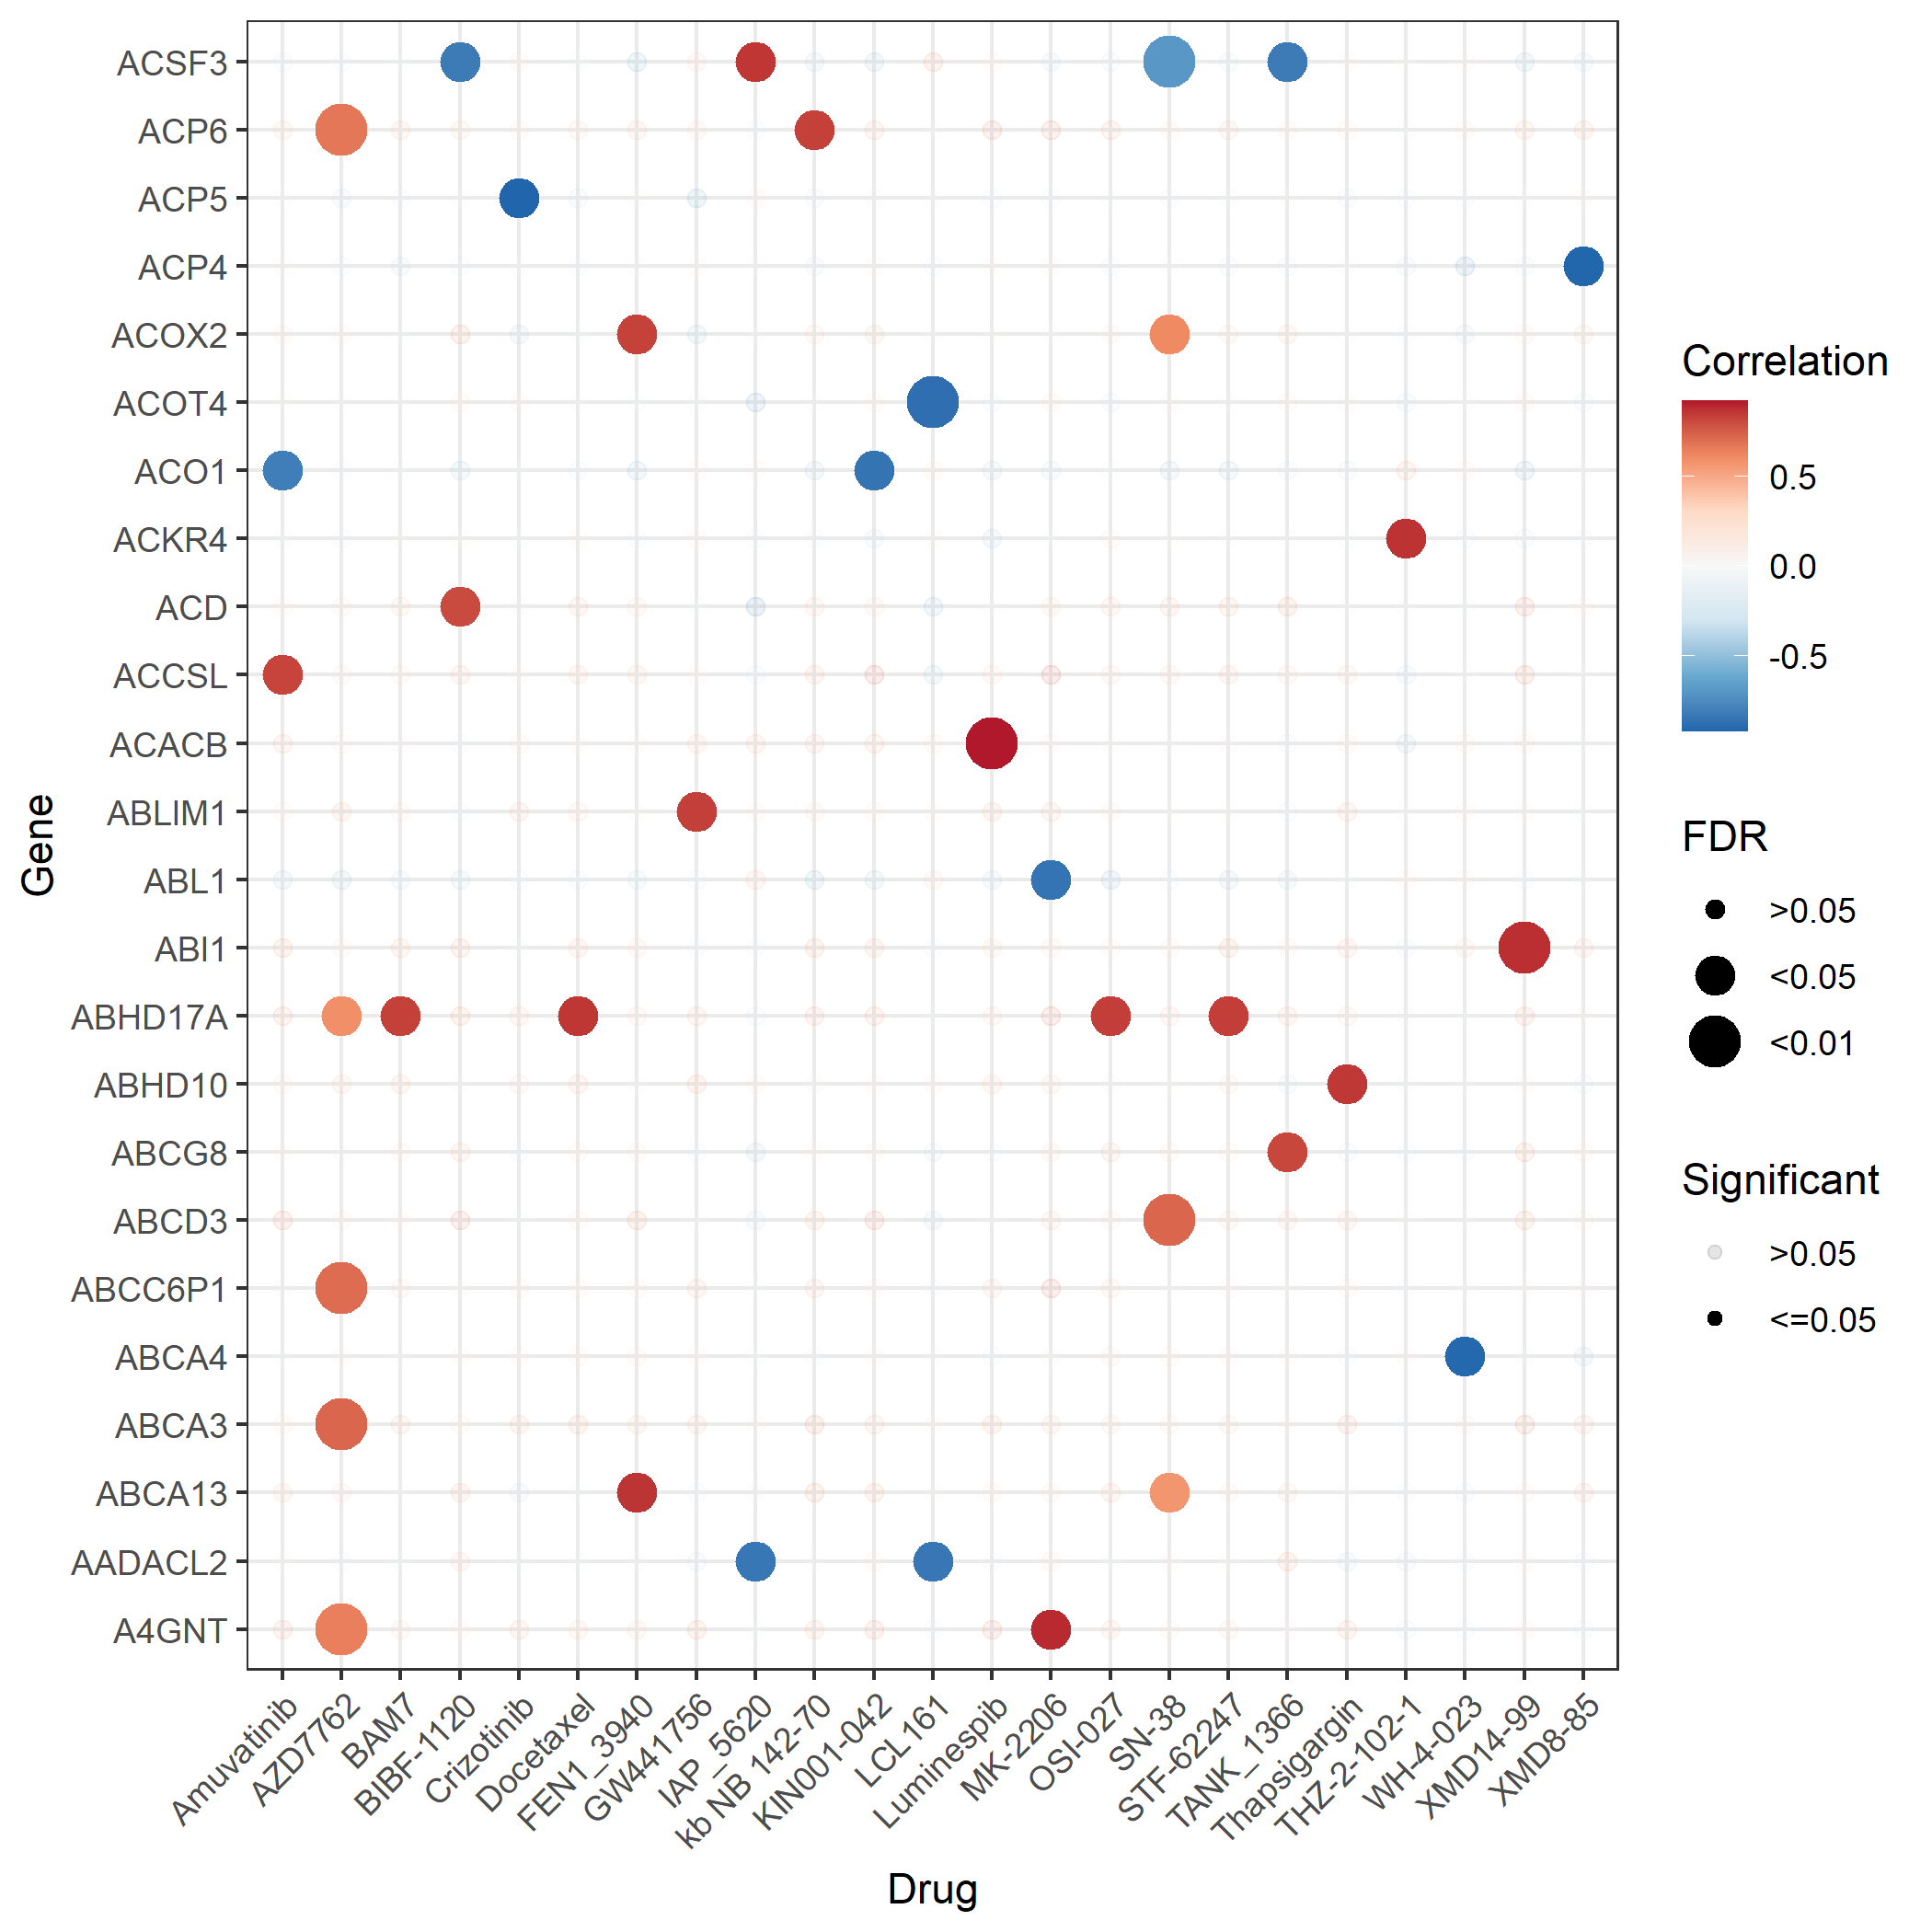 ACSF3
ACP6
ACP5
ACP4
ACOX2
ACOT4
ACO1
ACKR4
ACD
ACCSL
ACACB
ABLIM1
ABL1
ABI1
ABHD17A
ABHD10
ABCG8
ABCD3
ABCC6P1
ABCA4
ABCA3
ABCA13
AADACL2
A4GNT
Gene
Amuvatinib
AZD7762
BAM7
BIBF-1120
Crizotinib
Docetaxel
FEN1_3940
GW441756
IAP_5620
kb NB 142-70
KIN001-042
LCL161
Luminespib
MK-2206
OSI-027
SN-38
STF-62247
TANK_1366
Thapsigargin
THZ-2-102-1
WH-4-023
XMD14-99
XMD8-85
Drug
Correlation
0.5
0.0
-0.5
FDR
>0.05
<0.05
<0.01
Significant
>0.05
<=0.05